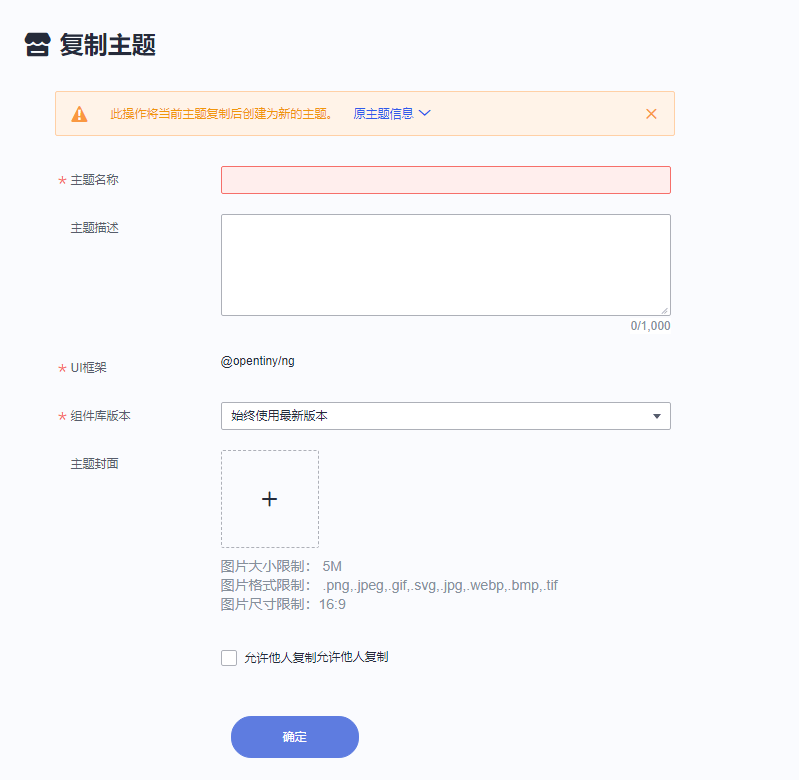 复制主题
此操作将当前主题复制后创建为新的主题。 原主题信息
* 主题名称
主题描述
0/1,000
* UI框架 @opentiny/ng
* 组件库版本 始终使用最新版本
主题封面
图片大小限制： 5M
图片格式限制： .png,.jpeg,.gif,.svg,.jpg,.webp,.bmp,.tif
图片尺寸限制：16:9
允许他人复制允许他人复制
确定